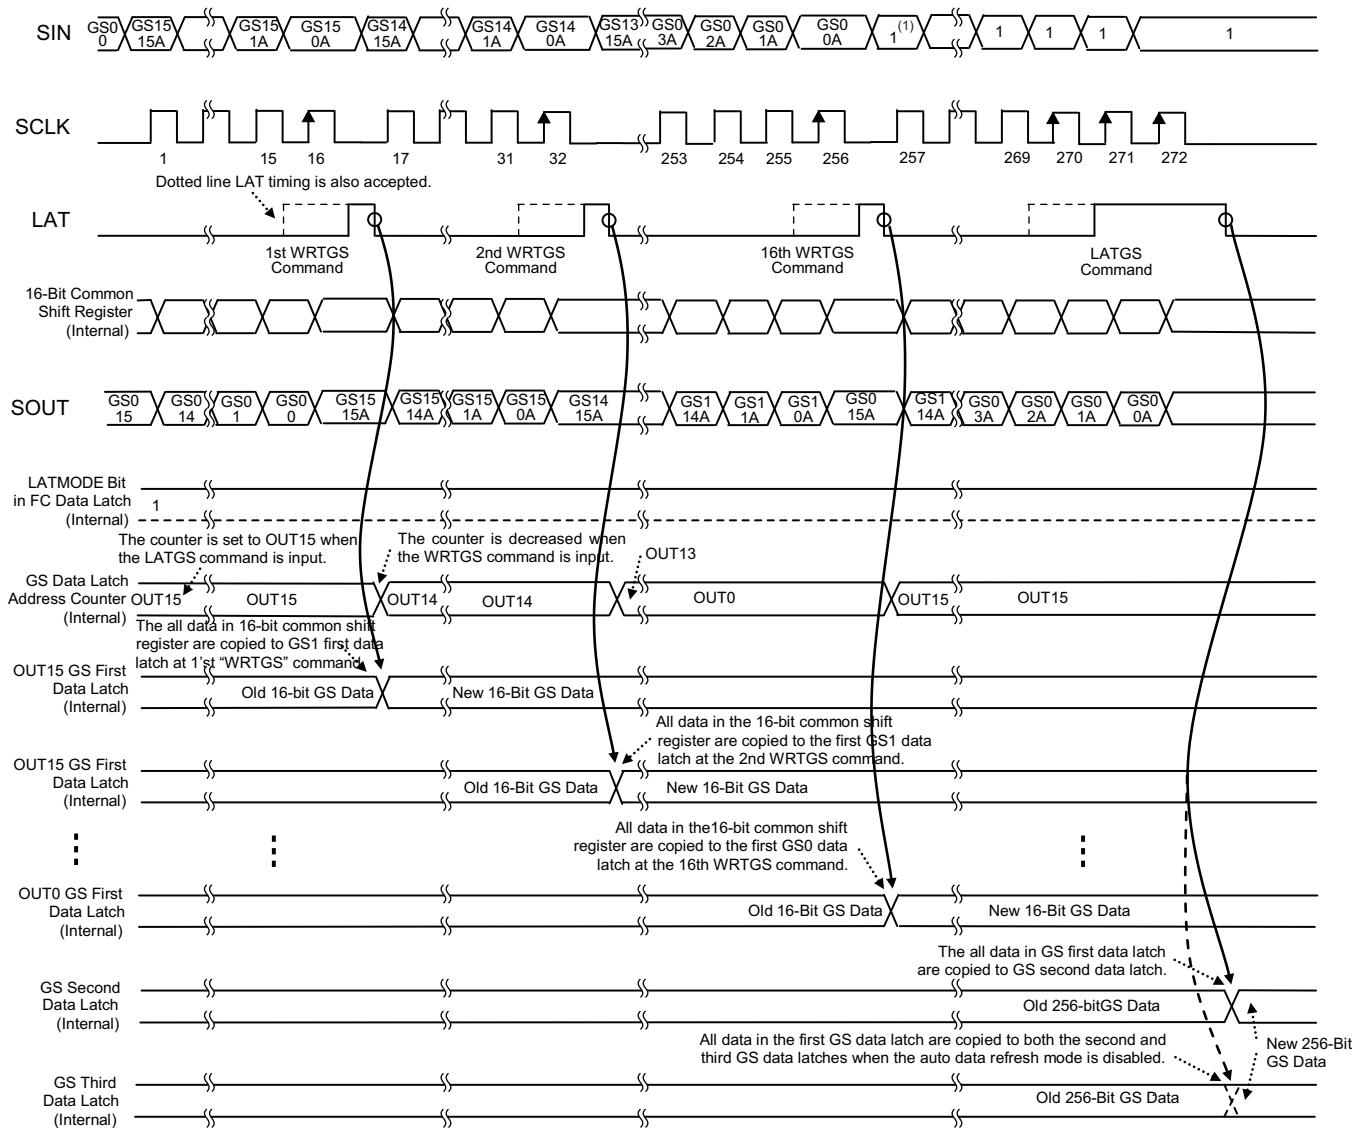 SIN
GS0 0
GS15 15A
GS15 1A
GS15 0A
GS14 15A
GS14 1A
GS14 0A
GS13 15A
GS0 3A
GS0 2A
GS0 1A
GS0 0A
1(1)
1
1
1
1
SCLK
1 15 16 17 31 32 253 254 255 256 257 269 270 271 272
Dotted line LAT timing is also accepted.
LAT
1st WRTGS
Command
2nd WRTGS
Command
16th WRTGS
Command
LATGS
Command
16-Bit Common
Shift Register
(Internal)
SOUT
GS0 15
GS0 14
GS0 1
GS0 0
GS15 15A
GS15 14A
GS15 1A
GS15 0A
GS14 15A
GS1 14A
GS1 1A
GS1 0A
GS0 15A
GS1 14A
GS0 3A
GS0 2A
GS0 1A
GS0 0A
LATMODE Bit
in FC Data Latch
(Internal)
1
The counter is set to OUT15 when
the LATGS command is input.
The counter is decreased when
the WRTGS command is input.
OUT13
GS Data Latch
Address Counter
(Internal)
OUT15 OUT15 OUT14 OUT14 OUT0 OUT15 OUT15
The all data in 16-bit common shift
register are copied to GS1 first data
latch at 1'st “WRTGS” command
OUT15 GS First
Data Latch
(Internal)
Old 16-bit GS Data New 16-Bit GS Data
All data in the 16-bit common shift
register are copied to the first GS1 data
latch at the 2nd WRTGS command.
OUT15 GS First
Data Latch
(Internal)
Old 16-Bit GS Data New 16-Bit GS Data
All data in the16-bit common shift
register are copied to the first GS0 data
latch at the 16th WRTGS command.
OUT0 GS First
Data Latch
(Internal)
Old 16-Bit GS Data New 16-Bit GS Data
The all data in GS first data latch
are copied to GS second data latch.
GS Second
Data Latch
(Internal)
Old 256-bitGS Data
All data in the first GS data latch are copied to both the second and
third GS data latches when the auto data refresh mode is disabled.
New 256-Bit
GS Data
GS Third
Data Latch
(Internal)
Old 256-Bit GS Data